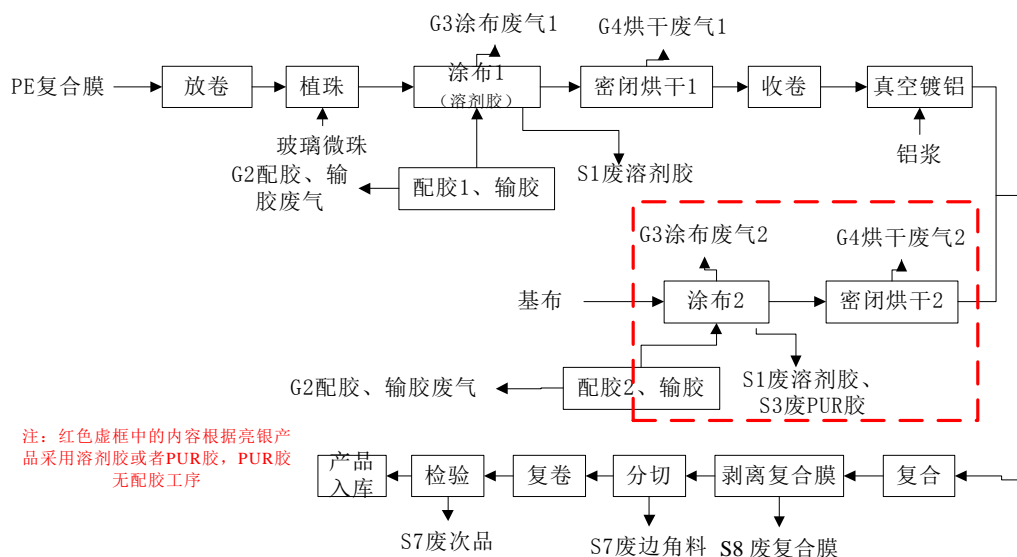 G3涂布废气1
G4烘干废气1
PE复合膜
放卷
植珠
涂布1
（溶剂胶）
密闭烘干1
收卷
真空镀铝
玻璃微珠
铝浆
G2配胶、输
胶废气
配胶1、输胶
S1废溶剂胶
G3涂布废气2
G4烘干废气2
基布
涂布2
密闭烘干2
G2配胶、输胶废气
配胶2、输胶
S1废溶剂胶、
S3废PUR胶
注：红色虚框中的内容根据亮银产
品采用溶剂胶或者PUR胶，PUR胶
无配胶工序
产品
入库
检验
复卷
分切
剥离复合膜
复合
S7废次品
S7废边角料
S8 废复合膜